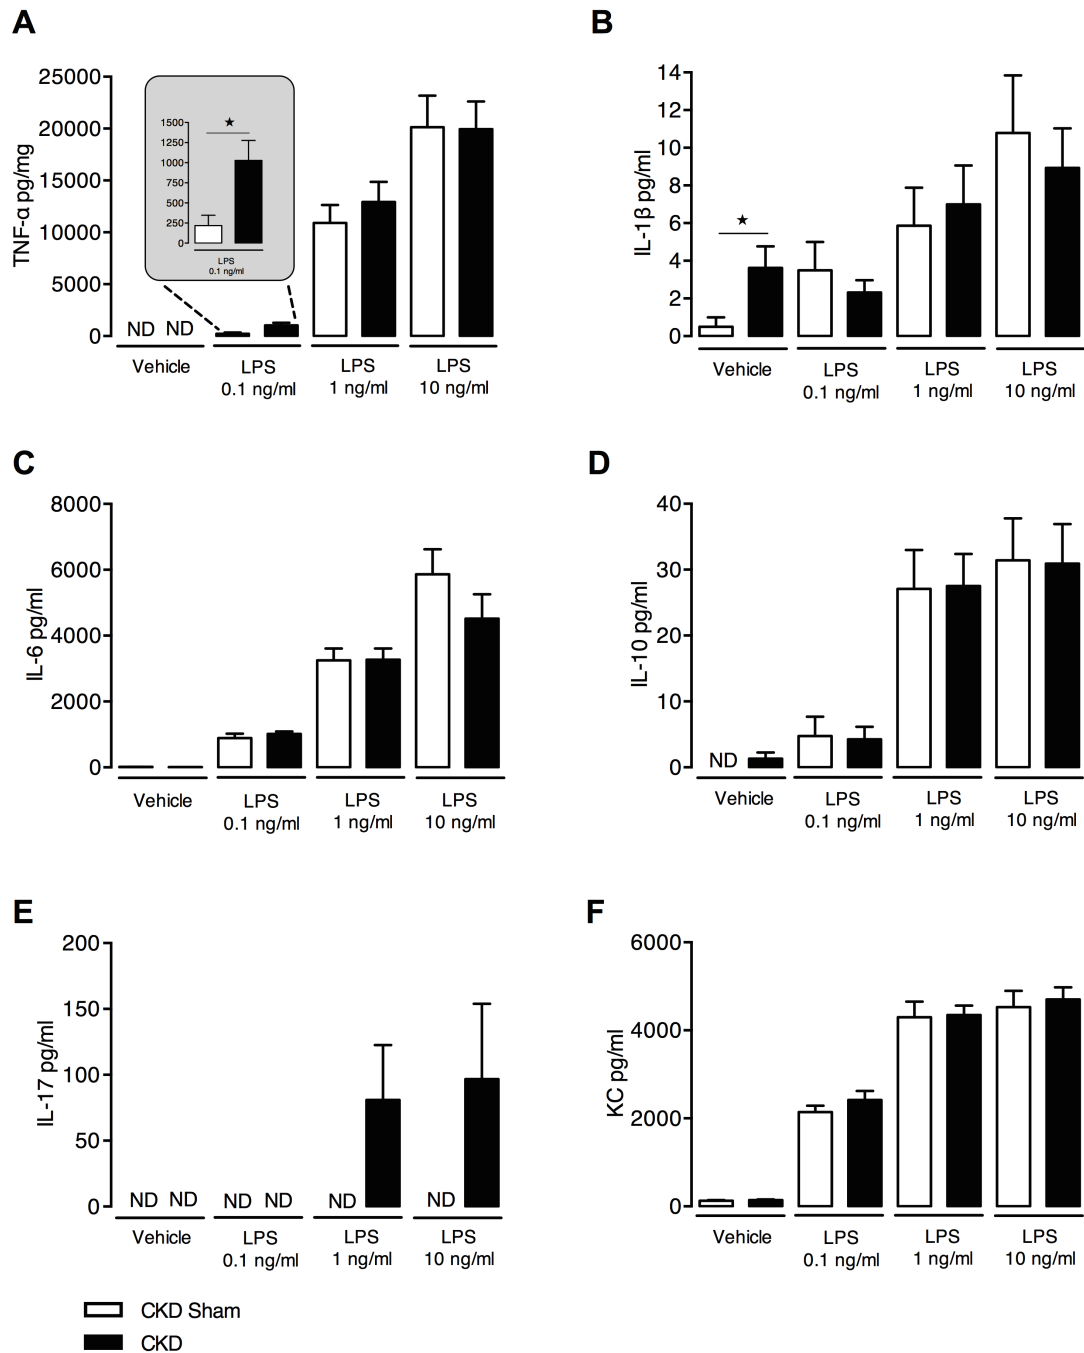 A
TNF-α pg/mg
25000
20000
15000
10000
5000
0
1500
1250
1000
750
500
250
0
★
LPS
0.1 ng/ml
ND ND
Vehicle
LPS
0.1 ng/ml
LPS
1 ng/ml
LPS
10 ng/ml
B
IL-1β pg/ml
14
12
10
8
6
4
2
0
★
Vehicle
LPS
0.1 ng/ml
LPS
1 ng/ml
LPS
10 ng/ml
C
IL-6 pg/ml
8000
6000
4000
2000
0
Vehicle
LPS
0.1 ng/ml
LPS
1 ng/ml
LPS
10 ng/ml
D
IL-10 pg/ml
40
30
20
10
0
ND
Vehicle
LPS
0.1 ng/ml
LPS
1 ng/ml
LPS
10 ng/ml
E
IL-17 pg/ml
200
150
100
50
0
ND ND ND ND ND ND
Vehicle
LPS
0.1 ng/ml
LPS
1 ng/ml
LPS
10 ng/ml
F
KC pg/ml
6000
4000
2000
0
Vehicle
LPS
0.1 ng/ml
LPS
1 ng/ml
LPS
10 ng/ml
CKD Sham
CKD